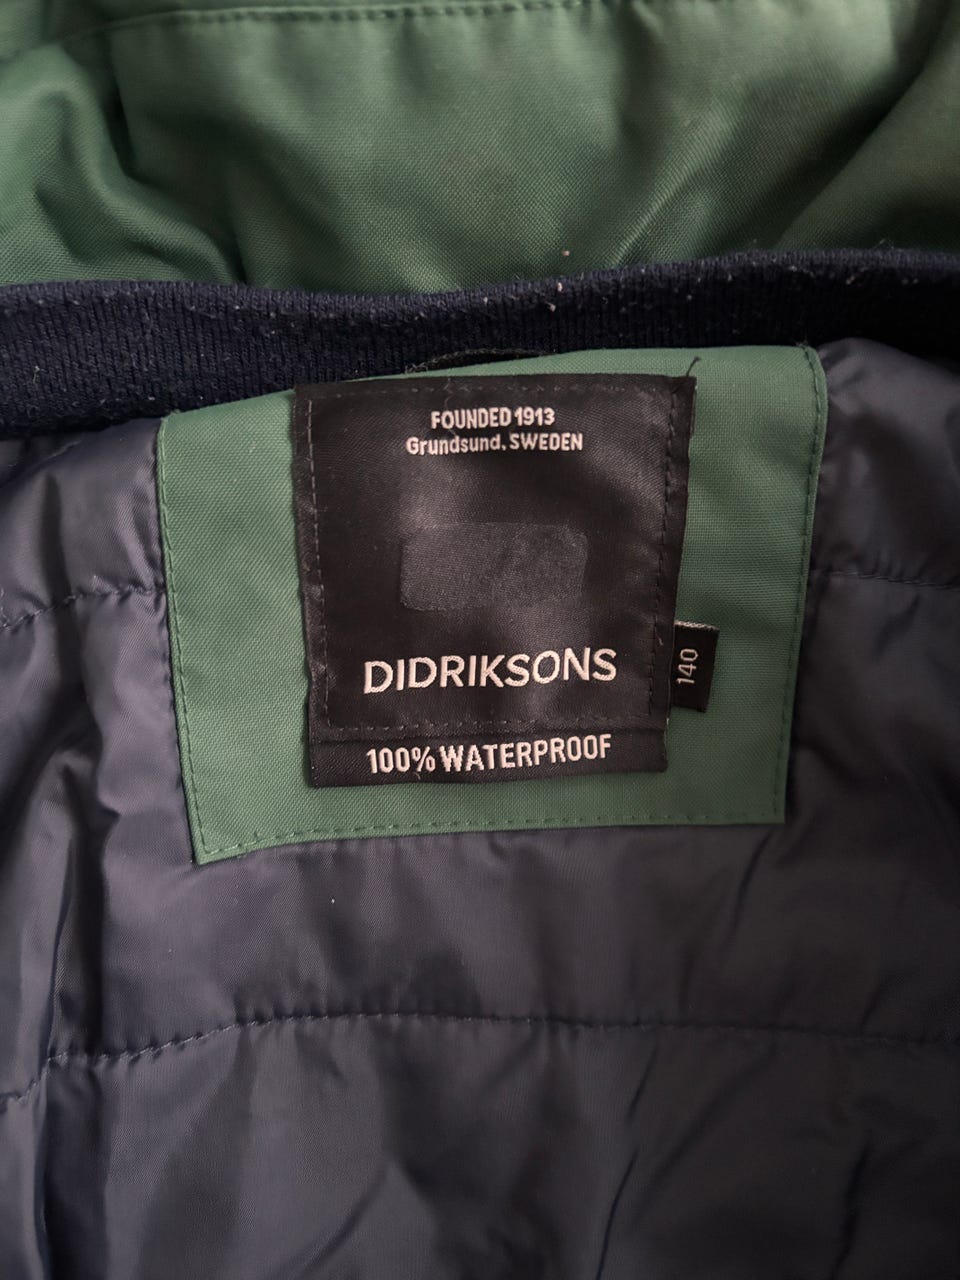 FOUNDED 1913
Grundsund, SWEDEN
DIDRIKSONS
140
100% WATERPROOF